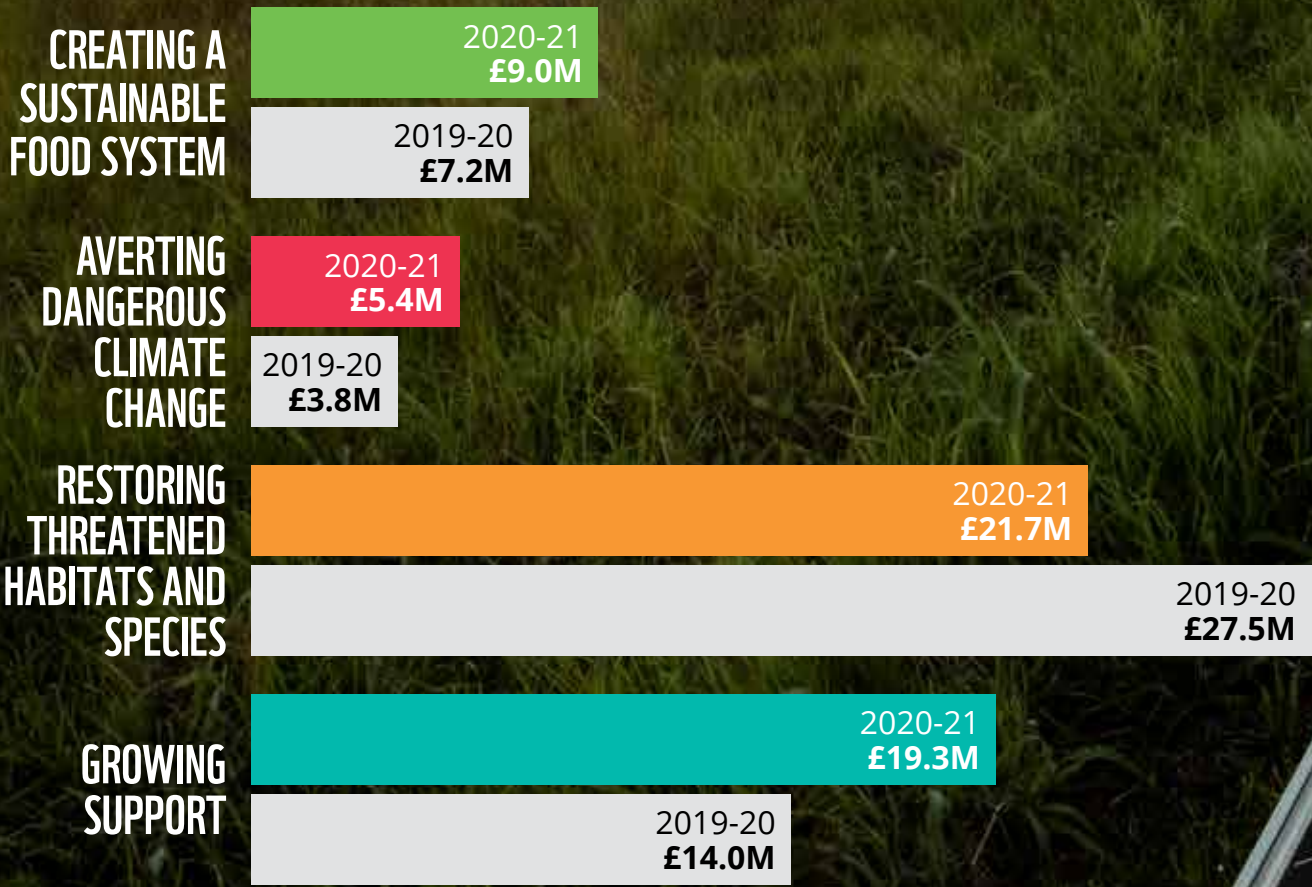 CREATING A
SUSTAINABLE
FOOD SYSTEM
2020-21
£9.0M
2019-20
£7.2M
AVERTING
DANGEROUS
CLIMATE
CHANGE
2020-21
£5.4M
2019-20
£3.8M
RESTORING
THREATENED
HABITATS AND
SPECIES
2020-21
£21.7M
2019-20
£27.5M
GROWING
SUPPORT
2020-21
£19.3M
2019-20
£14.0M